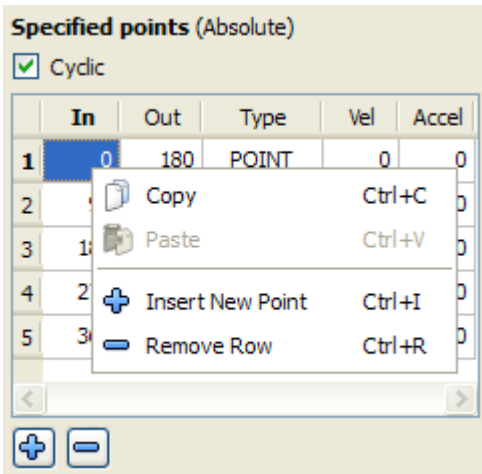 Specified points (Absolute)
Cyclic
In Out Type Vel Accel
1 0 180 POINT 0 0
Copy Ctrl+C
2
Paste Ctrl+V
3
4
Insert New Point Ctrl+I
5
Remove Row Ctrl+R